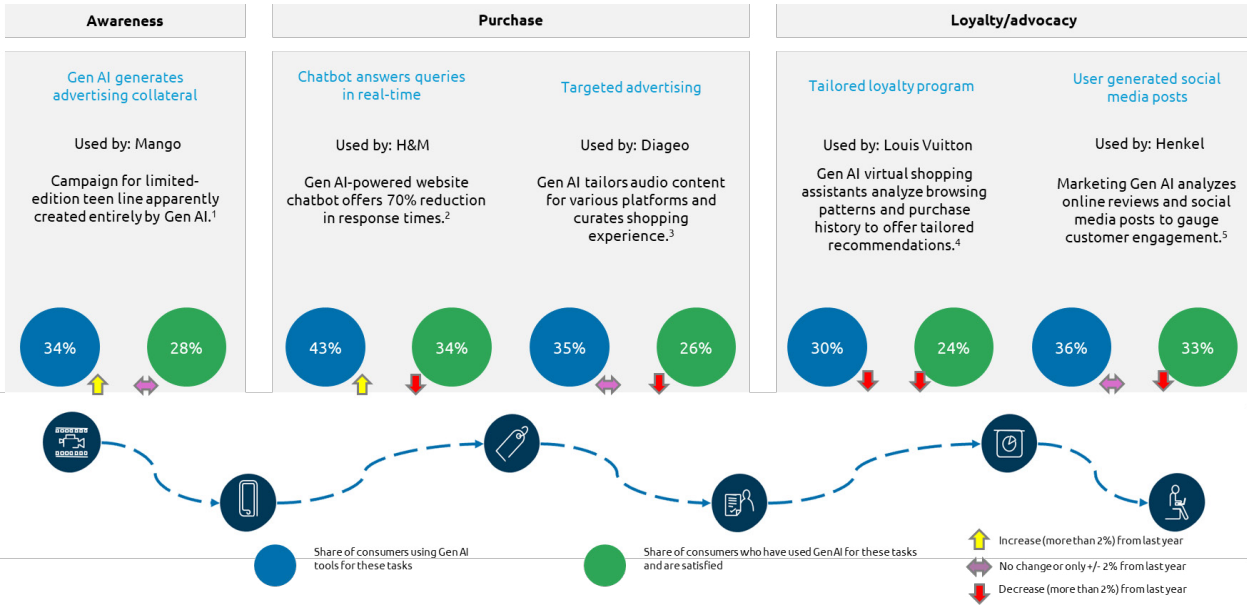 Awareness
Purchase
Loyalty/advocacy
Gen AI generates
advertising collateral
Used by: Mango
Campaign for limited-
edition teen line apparently
created entirely by Gen AI.¹
34%
28%
Chatbot answers queries
in real-time
Used by: H&M
Gen AI-powered website
chatbot offers 70% reduction
in response times.²
43%
34%
Targeted advertising
Used by: Diageo
Gen AI tailors audio content
for various platforms and
curates shopping
experience.³
35%
26%
Tailored loyalty program
Used by: Louis Vuitton
Gen AI virtual shopping
assistants analyze browsing
patterns and purchase
history to offer tailored
recommendations.⁴
30%
24%
User generated social
media posts
Used by: Henkel
Marketing Gen AI analyzes
online reviews and social
media posts to gauge
customer engagement.⁵
36%
33%
Share of consumers using Gen AI
tools for these tasks
Share of consumers who have used Gen AI for these tasks
and are satisfied
Increase (more than 2%) from last year
No change or only +/- 2% from last year
Decrease (more than 2%) from last year